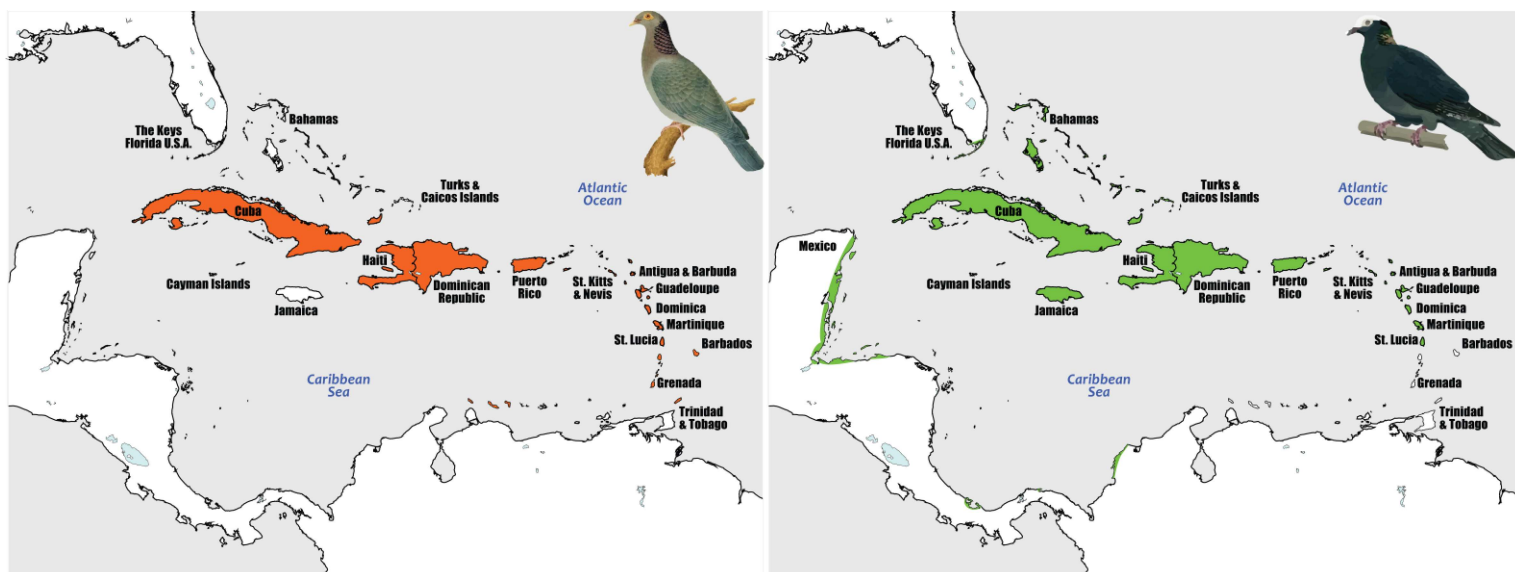 Bahamas
The Keys
Florida U.S.A.
Turks &
Caicos Islands
Atlantic
Ocean
Cuba
Haiti
Cayman Islands
Jamaica
Dominican
Republic
Puerto
Rico
St. Kitts
& Nevis
Antigua & Barbuda
Guadeloupe
Dominica
Martinique
St. Lucia
Barbados
Grenada
Caribbean
Sea
Trinidad
& Tobago
Bahamas
The Keys
Florida U.S.A.
Turks &
Caicos Islands
Atlantic
Ocean
Cuba
Mexico
Haiti
Cayman Islands
Jamaica
Dominican
Republic
Puerto
Rico
St. Kitts
& Nevis
Antigua & Barbuda
Guadeloupe
Dominica
Martinique
St. Lucia
Barbados
Grenada
Caribbean
Sea
Trinidad
& Tobago